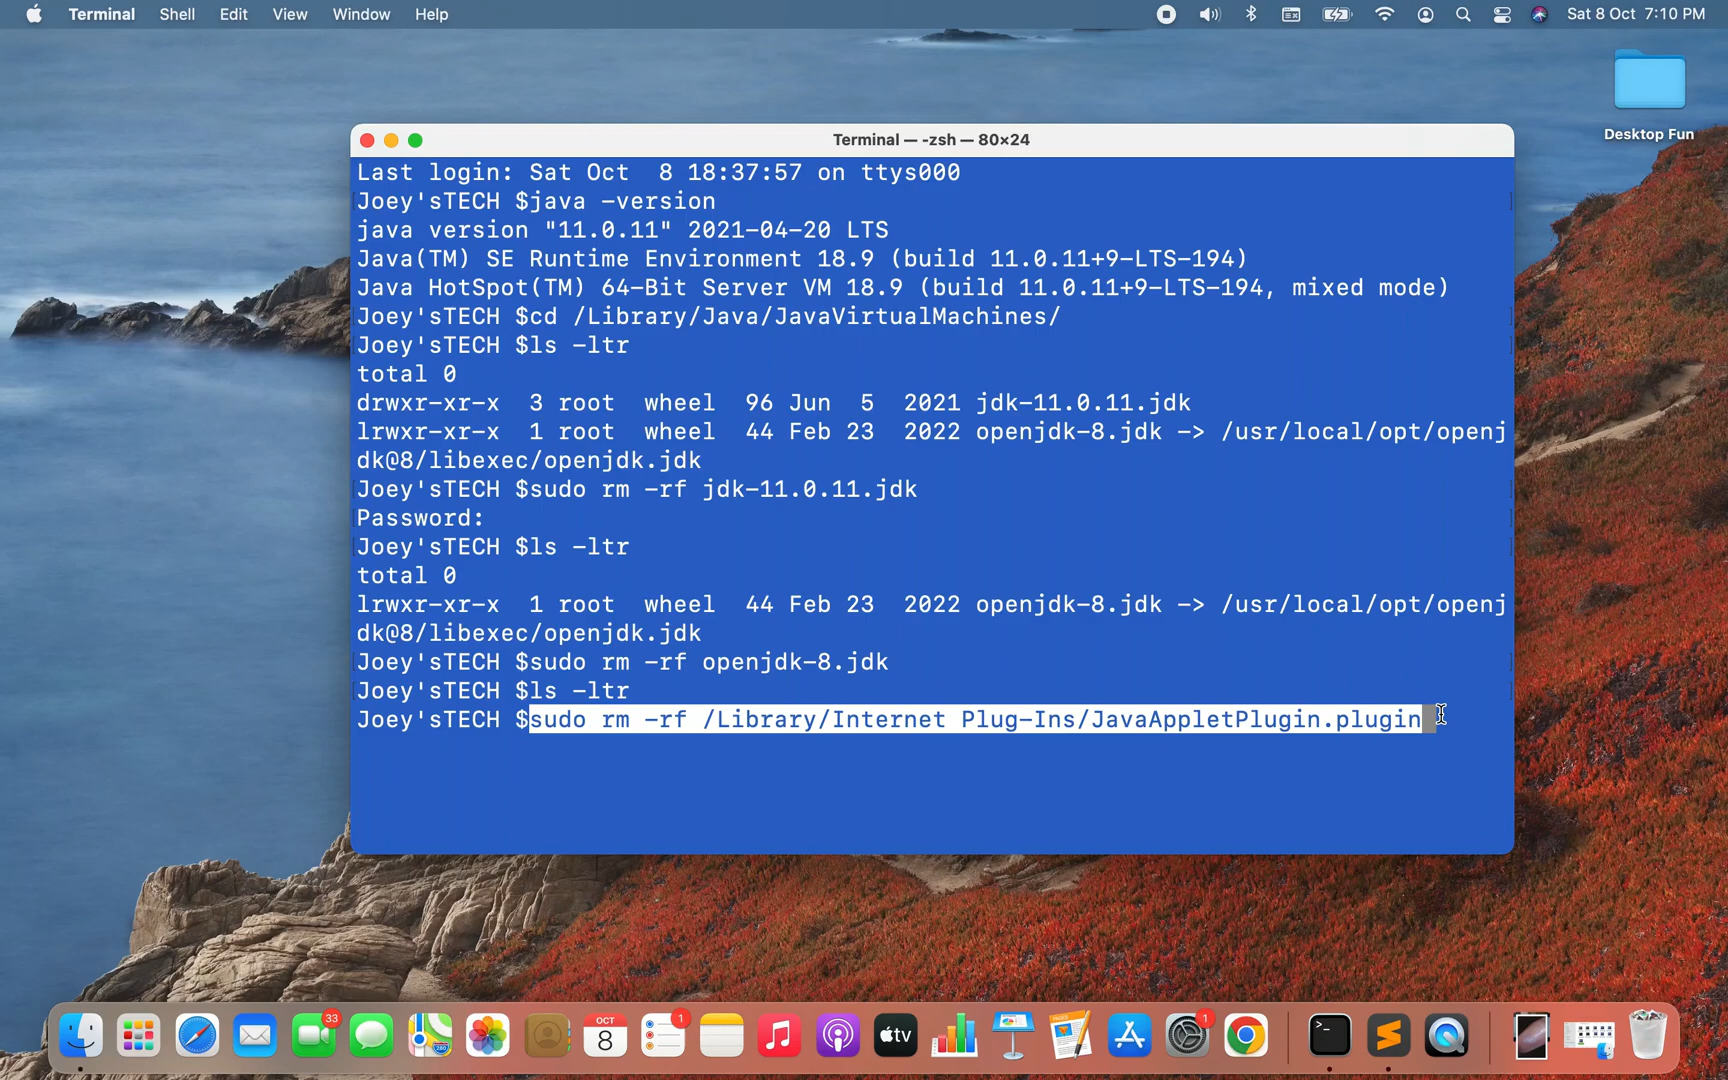 Terminal Shell Edit View Window Help Sat 8 Oct 7:10 PM
Desktop Fun
Terminal — -zsh — 80×24
Last login: Sat Oct  8 18:37:57 on ttys000
Joey'sTECH $java -version
java version "11.0.11" 2021-04-20 LTS
Java(TM) SE Runtime Environment 18.9 (build 11.0.11+9-LTS-194)
Java HotSpot(TM) 64-Bit Server VM 18.9 (build 11.0.11+9-LTS-194, mixed mode)
Joey'sTECH $cd /Library/Java/JavaVirtualMachines/
Joey'sTECH $ls -ltr
total 0
drwxr-xr-x  3 root  wheel  96 Jun  5  2021 jdk-11.0.11.jdk
lrwxr-xr-x  1 root  wheel  44 Feb 23  2022 openjdk-8.jdk -> /usr/local/opt/openj
dk@8/libexec/openjdk.jdk
Joey'sTECH $sudo rm -rf jdk-11.0.11.jdk
Password:
Joey'sTECH $ls -ltr
total 0
lrwxr-xr-x  1 root  wheel  44 Feb 23  2022 openjdk-8.jdk -> /usr/local/opt/openj
dk@8/libexec/openjdk.jdk
Joey'sTECH $sudo rm -rf openjdk-8.jdk
Joey'sTECH $ls -ltr
Joey'sTECH $sudo rm -rf /Library/Internet Plug-Ins/JavaAppletPlugin.plugin
33 OCT 8 1 tv 1